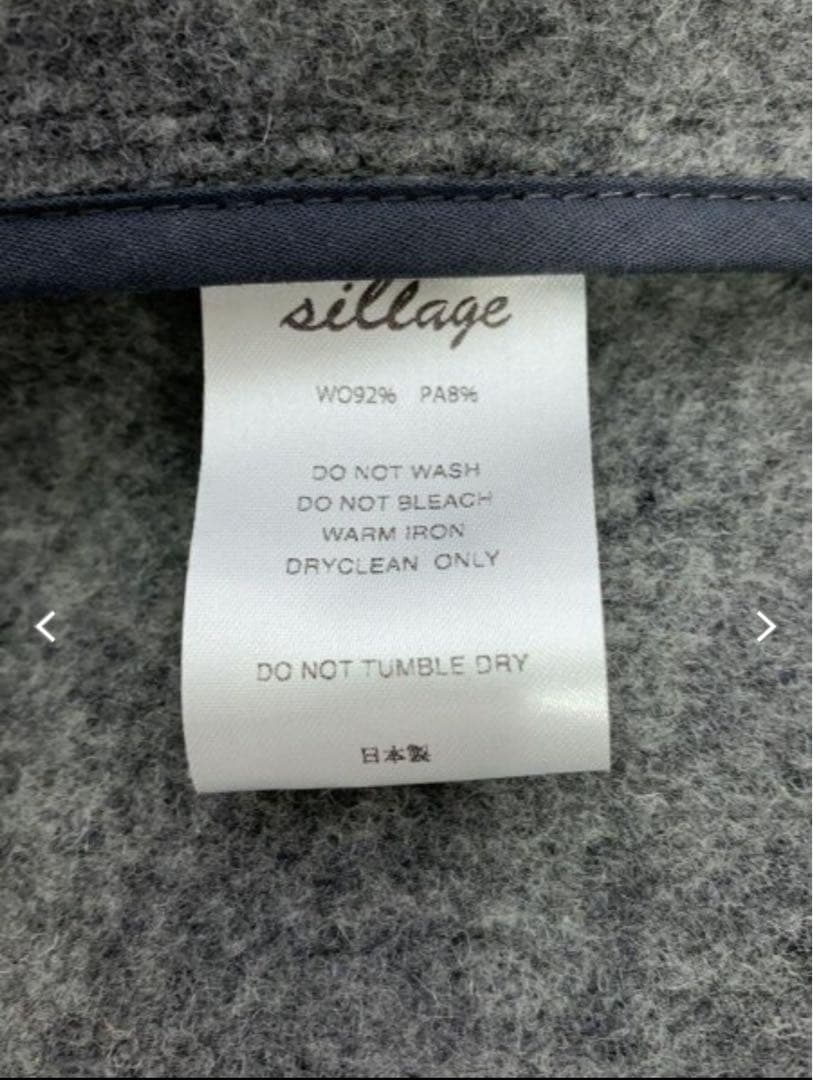 sillage
WO92% PA8%
DO NOT WASH
DO NOT BLEACH
WARM IRON
DRYCLEAN ONLY
DO NOT TUMBLE DRY
日本製